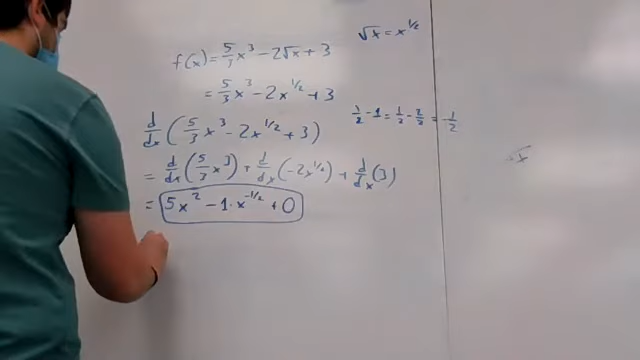 √x = x^1/2
f(x) = 5/3 x^3 - 2√x + 3
= 5/3 x^3 - 2x^1/2 + 3
1/2 - 1 = 1/2 - 2/2 = -1/2
d/dx (5/3 x^3 - 2x^1/2 + 3)
= d/dx (5/3 x^3) + d/dx (-2x^1/2) + d/dx (3)
= 5x^2 - 1·x^-1/2 + 0